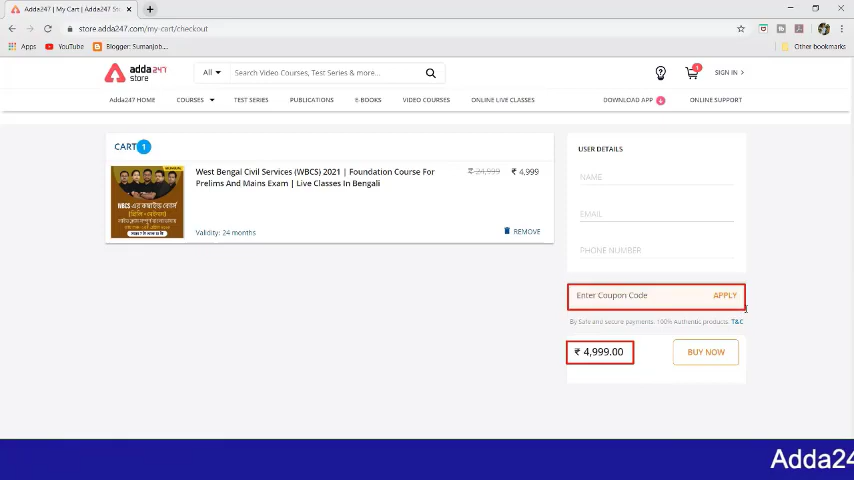 Adda247 | My Cart | Adda247 Sto
store.adda247.com/my-cart/checkout
Apps
YouTube
Blogger: Sumanjob....
Other bookmarks
adda247
store
All
Search Video Courses, Test Series & more...
1
SIGN IN
Adda247 HOME
COURSES
TEST SERIES
PUBLICATIONS
E-BOOKS
VIDEO COURSES
ONLINE LIVE CLASSES
DOWNLOAD APP
ONLINE SUPPORT
CART 1
West Bengal Civil Services (WBCS) 2021 | Foundation Course For
Prelims And Mains Exam | Live Classes In Bengali
₹ 24,999
₹ 4,999
Validity: 24 months
REMOVE
USER DETAILS
NAME
EMAIL
PHONE NUMBER
Enter Coupon Code
APPLY
By Safe and secure payments. 100% Authentic products. T&C
₹ 4,999.00
BUY NOW
Adda24